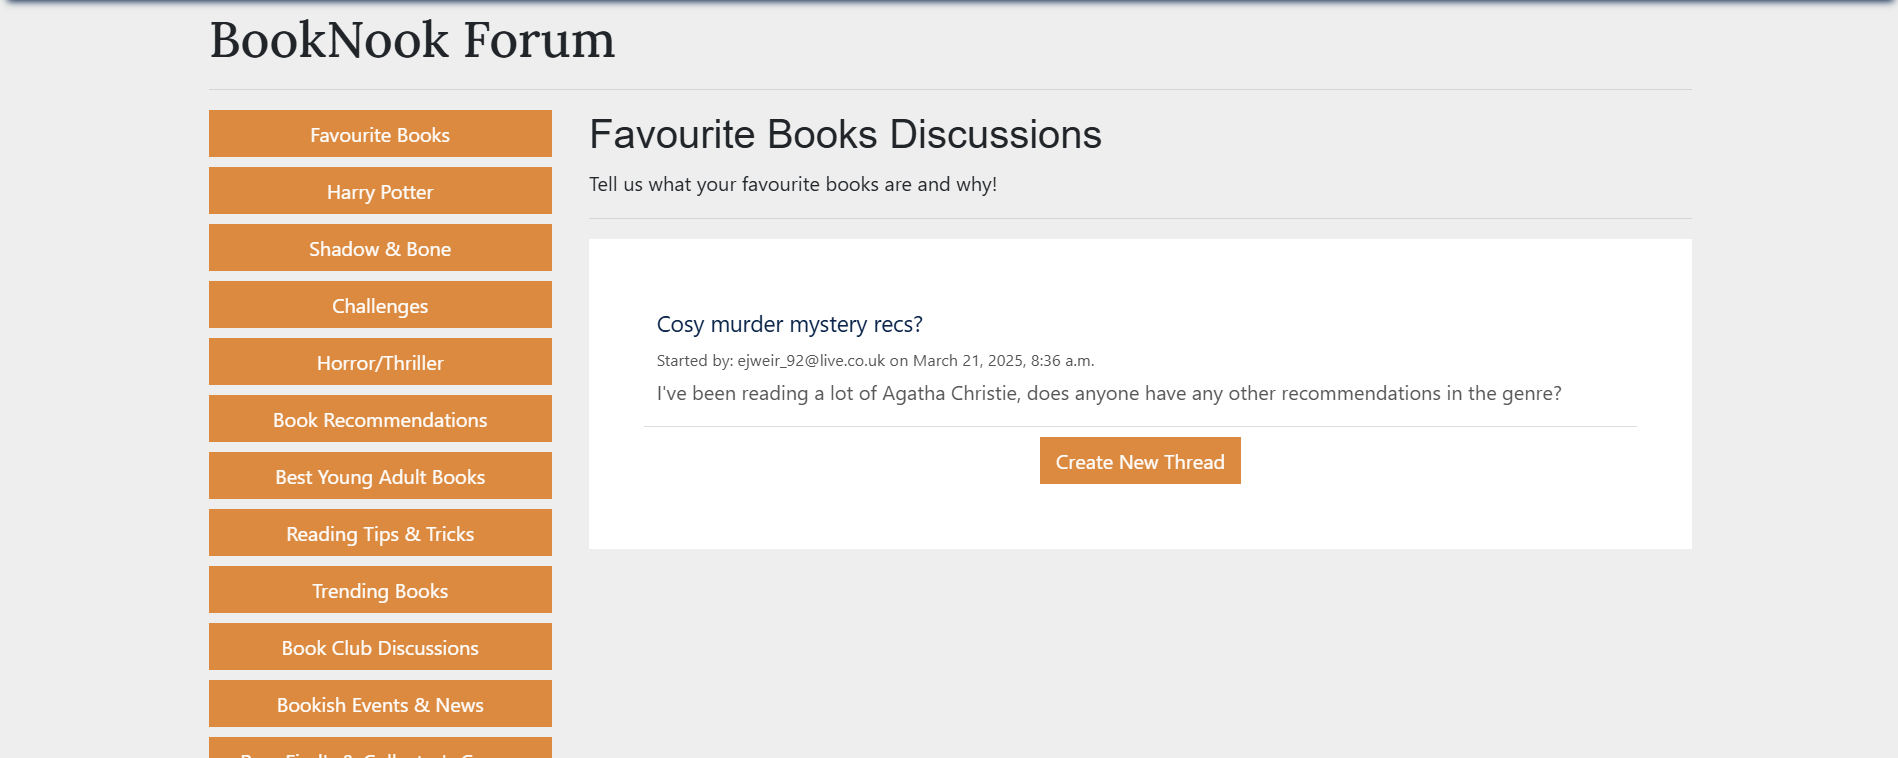 BookNook Forum
Favourite Books
Harry Potter
Shadow & Bone
Challenges
Horror/Thriller
Book Recommendations
Best Young Adult Books
Reading Tips & Tricks
Trending Books
Book Club Discussions
Bookish Events & News
Favourite Books Discussions
Tell us what your favourite books are and why!
Cosy murder mystery recs?
Started by: ejweir_92@live.co.uk on March 21, 2025, 8:36 a.m.
I've been reading a lot of Agatha Christie, does anyone have any other recommendations in the genre?
Create New Thread